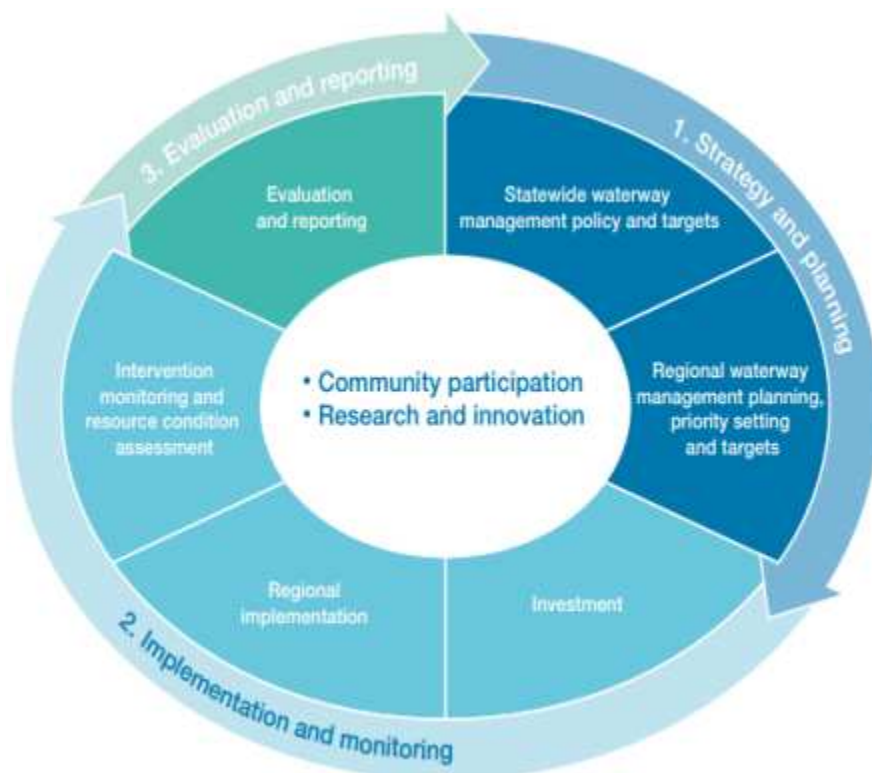 3. Evaluation and reporting
1. Strategy and planning
Evaluation
and reporting
Statewide waterway
management policy and targets
Intervention
monitoring and
resource condition
assessment
• Community participation
• Research and innovation
Regional waterway
management planning,
priority setting
and targets
Regional
implementation
Investment
2. Implementation and monitoring